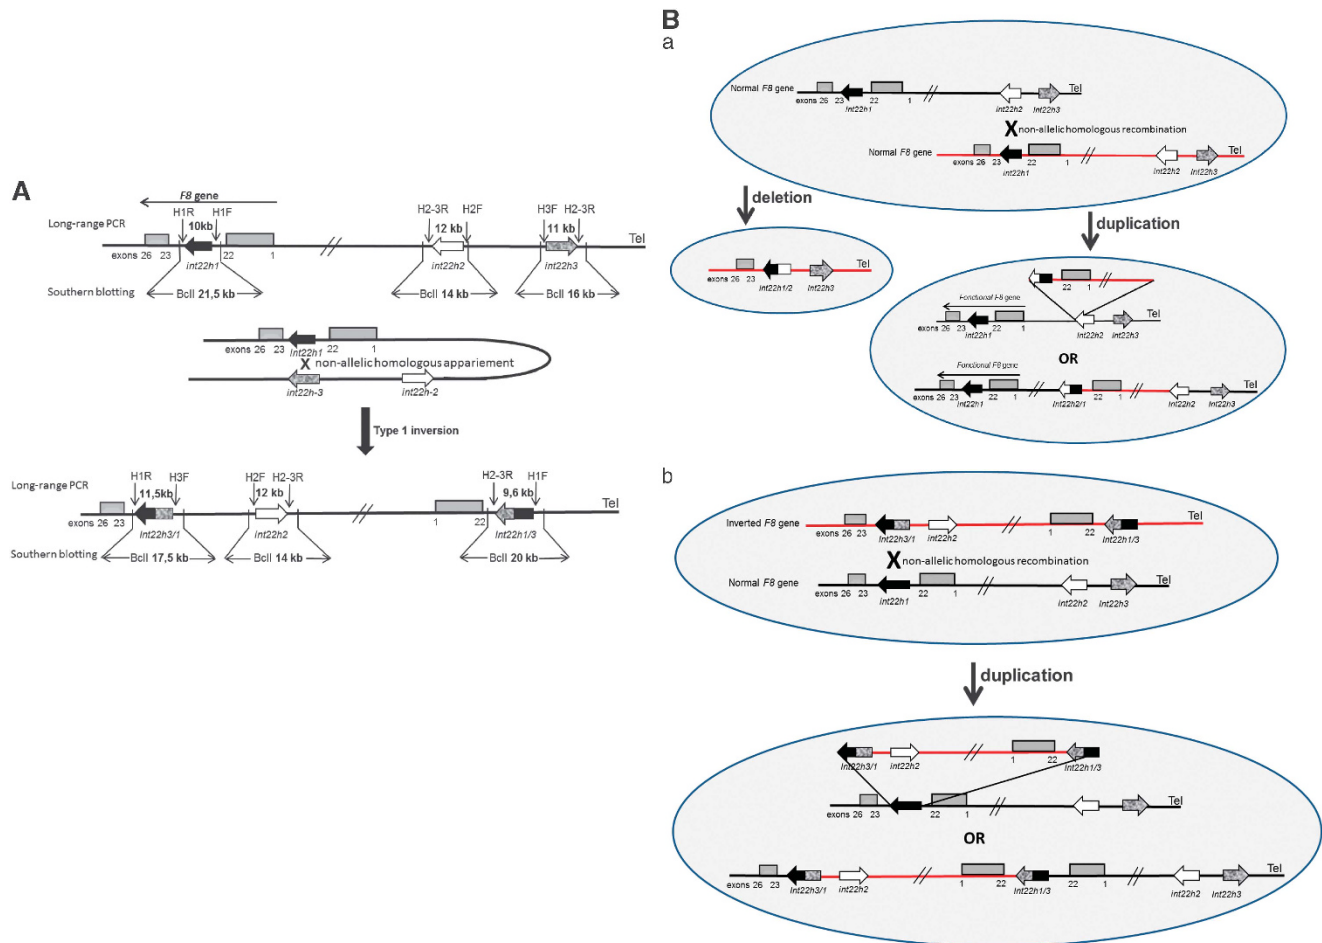 A
F8 gene
H1R H1F H2-3R H2F H3F H2-3R
Long-range PCR 10kb 12 kb 11 kb Tel
exons 26 23 int22h1 22 1 int22h2 int22h3
Southern blotting BclI 21,5 kb BclI 14 kb BclI 16 kb
exons 26 23 Int22h1 22 1
X non-allelic homologous appariement
int22h-3 int22h-2
Type 1 inversion
H1R H3F H2F H2-3R H2-3R H1F
Long-range PCR 11,5kb 12 kb 9,6 kb Tel
exons 26 23 Int22h3/1 int22h2 1 22 Int22h1/3
Southern blotting BclI 17,5 kb BclI 14 kb BclI 20 kb
B
a
Tel
Normal F8 gene
exons 26 23 22 1
Int22h1 int22h2 Int22h3
X non-allelic homologous recombination
Normal F8 gene Tel
exons 26 23 22 1
int22h1 int22h2 Int22h3
deletion
duplication
Tel
exons 26 23 Int22h1/2 Int22h3
22 1
Fonctional F8 gene
Tel
exons 26 23 22 1
int22h1 Int22h2 Int22h3
OR
Fonctional F8 gene
Tel
exons 26 23 22 1 22 1
Int22h1 Int22h2/1 Int22h2 Int22h3
b
Inverted F8 gene Tel
exons 26 23 Int22h3/1 int22h2 1 22 Int22h1/3
X non-allelic homologous recombination
Normal F8 gene Tel
exons 26 23 int22h1 22 1 int22h2 Int22h3
duplication
Int22h3/1 int22h2 1 22 Int22h1/3
Tel
exons 26 23 22 1
OR
Tel
exons 26 23 Int22h3/1 int22h2 1 22 Int22h1/3 22 1 int22h2 Int22h3